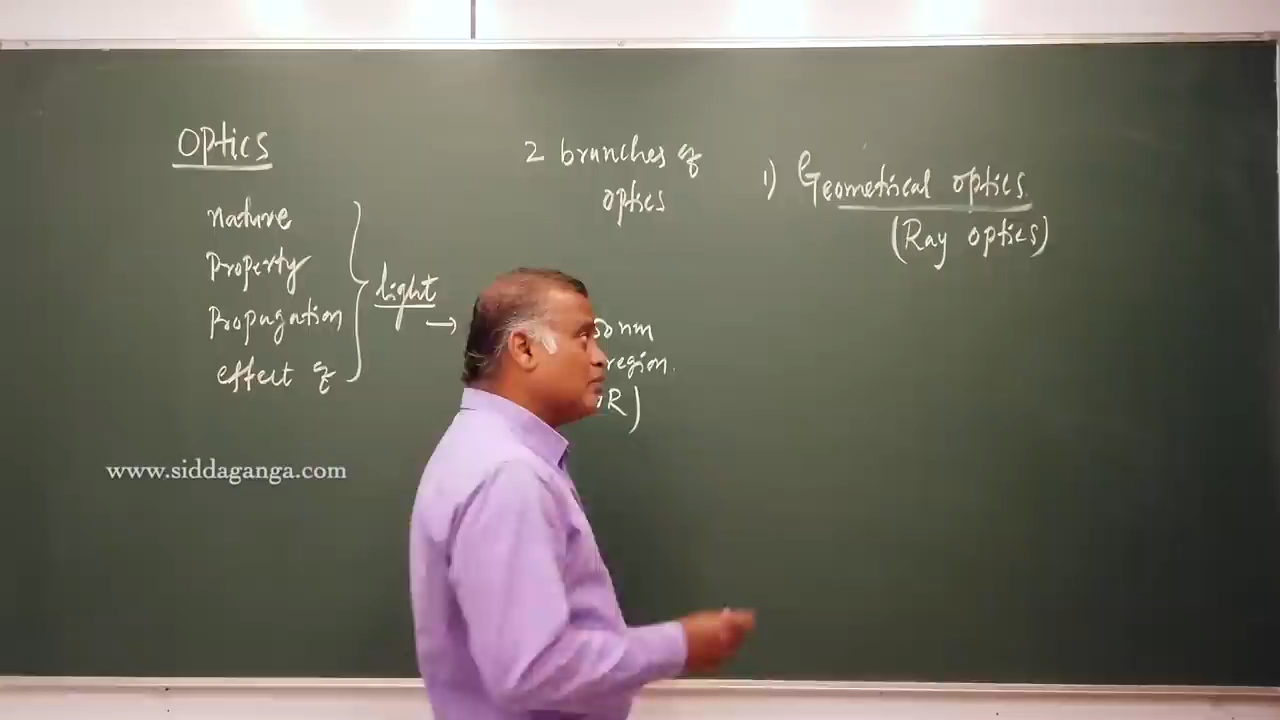 Optics
nature
Property
Propagation
effect of
light
→
2 branches of
optics
50nm
region.
R)
1) Geometrical optics.
(Ray optics)
www.siddaganga.com